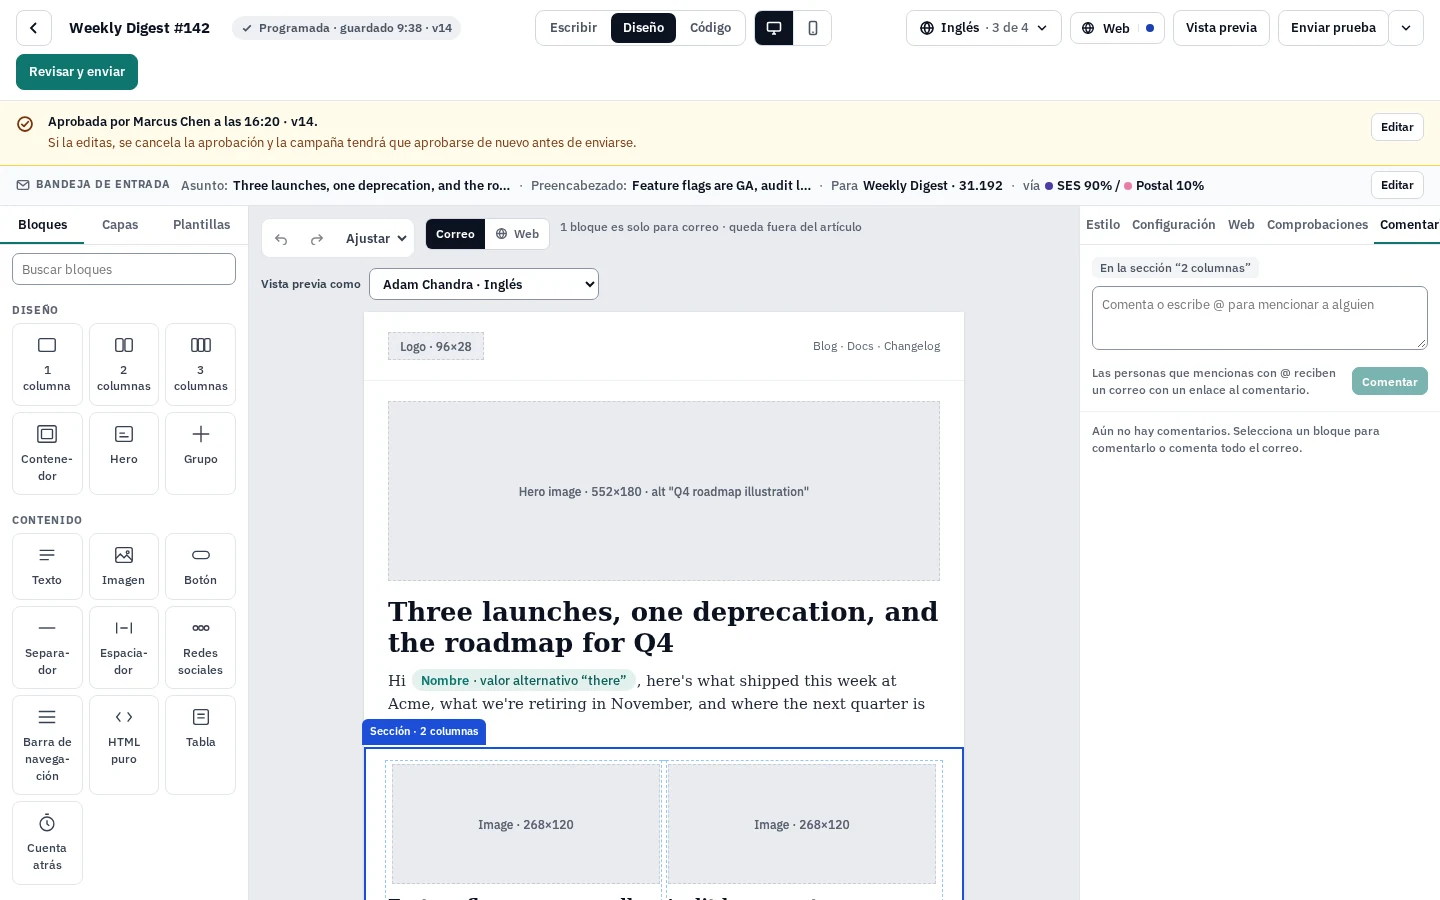 Weekly Digest #142
Programada · guardado 9:38 · v14
Escribir
Diseño
Código
Inglés · 3 de 4
Web
Vista previa
Enviar prueba
Revisar y enviar
Aprobada por Marcus Chen a las 16:20 · v14.
Si la editas, se cancela la aprobación y la campaña tendrá que aprobarse de nuevo antes de enviarse.
Editar
BANDEJA DE ENTRADA
Asunto: Three launches, one deprecation, and the ro… · Preencabezado: Feature flags are GA, audit l… · Para Weekly Digest · 31.192 · vía SES 90% / Postal 10%
Editar
Bloques
Capas
Plantillas
Buscar bloques
DISEÑO
1 columna
2 columnas
3 columnas
Contene-
dor
Hero
Grupo
CONTENIDO
Texto
Imagen
Botón
Separa-
dor
Espacia-
dor
Redes sociales
Barra de navega-
ción
HTML puro
Tabla
Cuenta atrás
Ajustar
Correo
Web
1 bloque es solo para correo · queda fuera del artículo
Vista previa como
Adam Chandra · Inglés
Logo · 96×28
Blog · Docs · Changelog
Hero image · 552×180 · alt "Q4 roadmap illustration"
Three launches, one deprecation, and
the roadmap for Q4
Hi Nombre · valor alternativo “there” , here's what shipped this week at
Acme, what we're retiring in November, and where the next quarter is
Sección · 2 columnas
Image · 268×120
Image · 268×120
Estilo
Configuración
Web
Comprobaciones
Comentar
En la sección “2 columnas”
Comenta o escribe @ para mencionar a alguien
Las personas que mencionas con @ reciben
un correo con un enlace al comentario.
Comentar
Aún no hay comentarios. Selecciona un bloque para
comentarlo o comenta todo el correo.